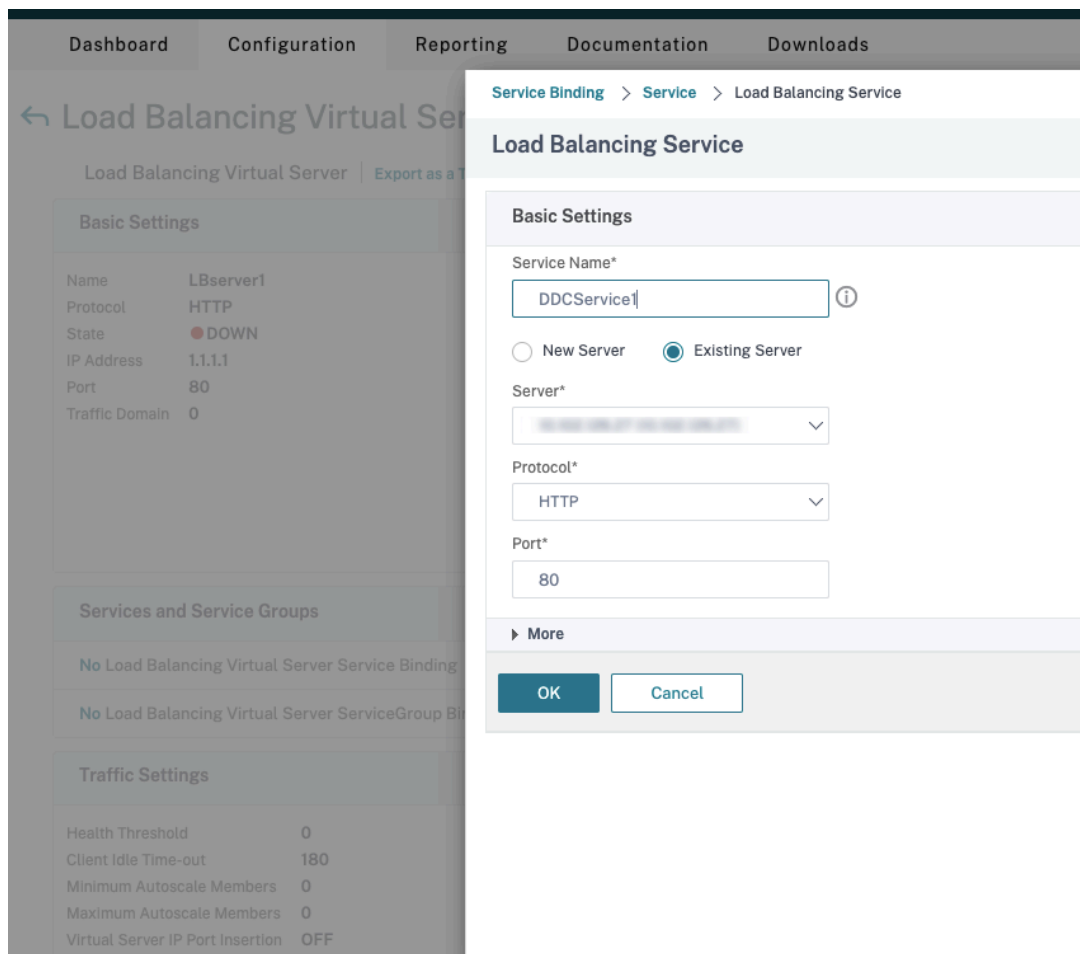 Dashboard Configuration Reporting Documentation Downloads
Load Balancing Virtual Ser
Load Balancing Virtual Server Export as a T
Basic Settings
Name LBserver1
Protocol HTTP
State DOWN
IP Address 1.1.1.1
Port 80
Traffic Domain 0
Services and Service Groups
No Load Balancing Virtual Server Service Binding
No Load Balancing Virtual Server ServiceGroup Bin
Traffic Settings
Health Threshold 0
Client Idle Time-out 180
Minimum Autoscale Members 0
Maximum Autoscale Members 0
Virtual Server IP Port Insertion OFF
Service Binding > Service > Load Balancing Service
Load Balancing Service
Basic Settings
Service Name*
DDCService1
New Server Existing Server
Server*
Protocol*
HTTP
Port*
80
More
OK Cancel